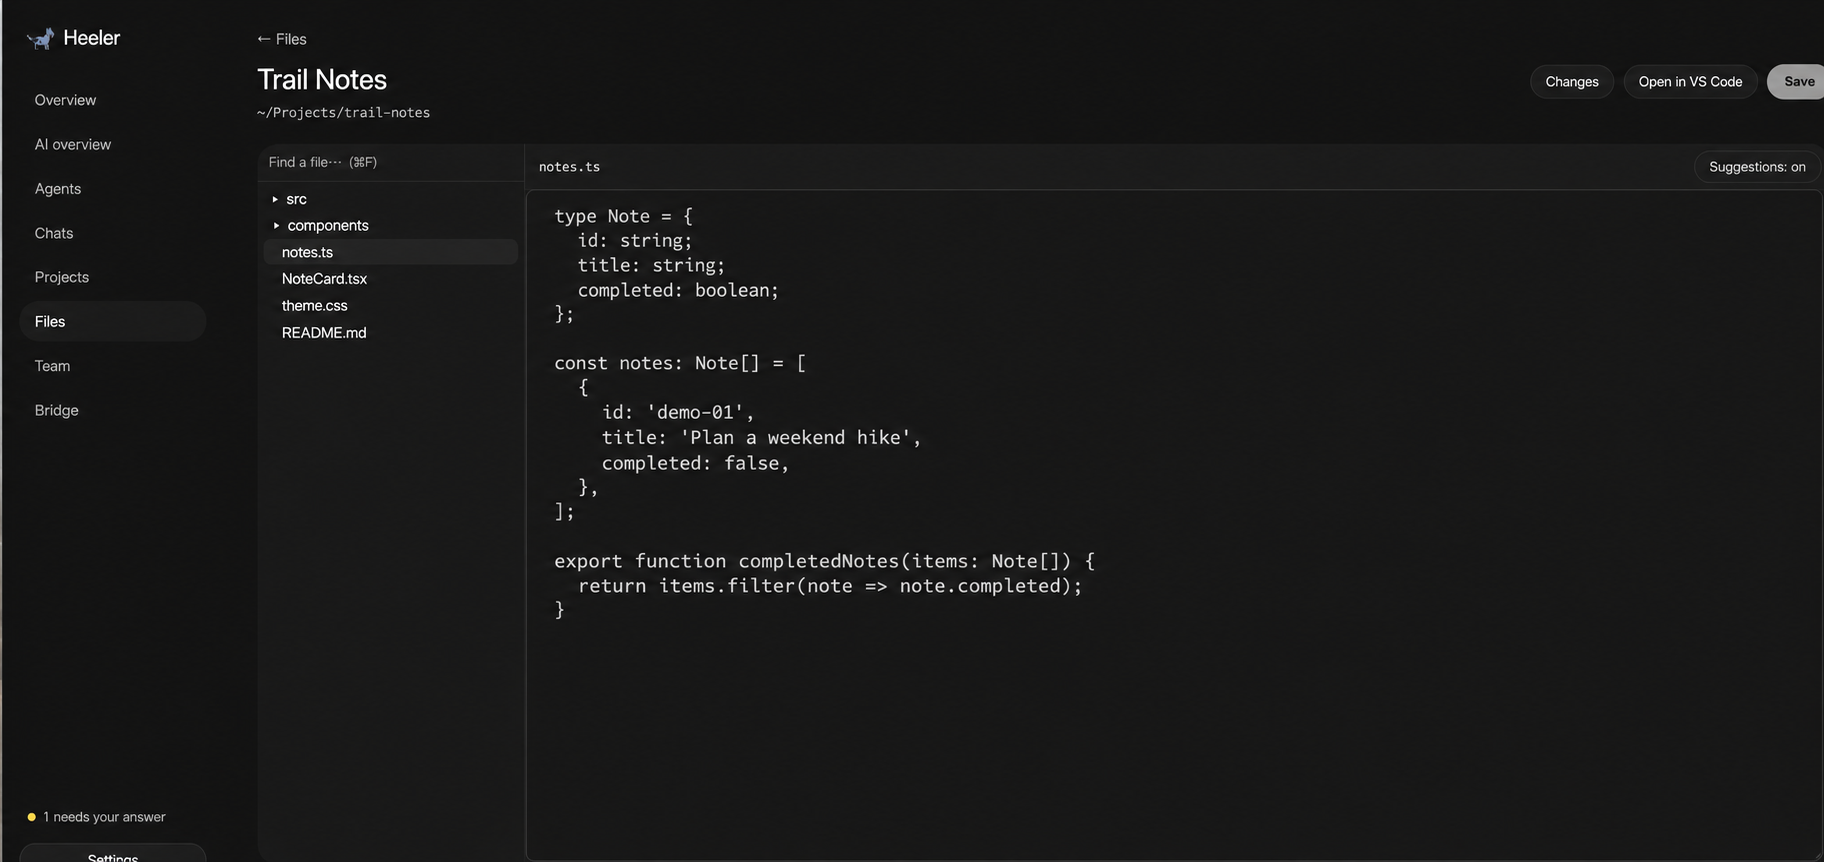 Heeler
Overview
AI overview
Agents
Chats
Projects
Files
Team
Bridge
1 needs your answer
Settings
← Files
Trail Notes
~/Projects/trail-notes
Changes
Open in VS Code
Save
Find a file··· (⌘F)
▸ src
▸ components
notes.ts
NoteCard.tsx
theme.css
README.md
notes.ts
Suggestions: on
type Note = {
  id: string;
  title: string;
  completed: boolean;
};

const notes: Note[] = [
  {
    id: 'demo-01',
    title: 'Plan a weekend hike',
    completed: false,
  },
];

export function completedNotes(items: Note[]) {
  return items.filter(note => note.completed);
}